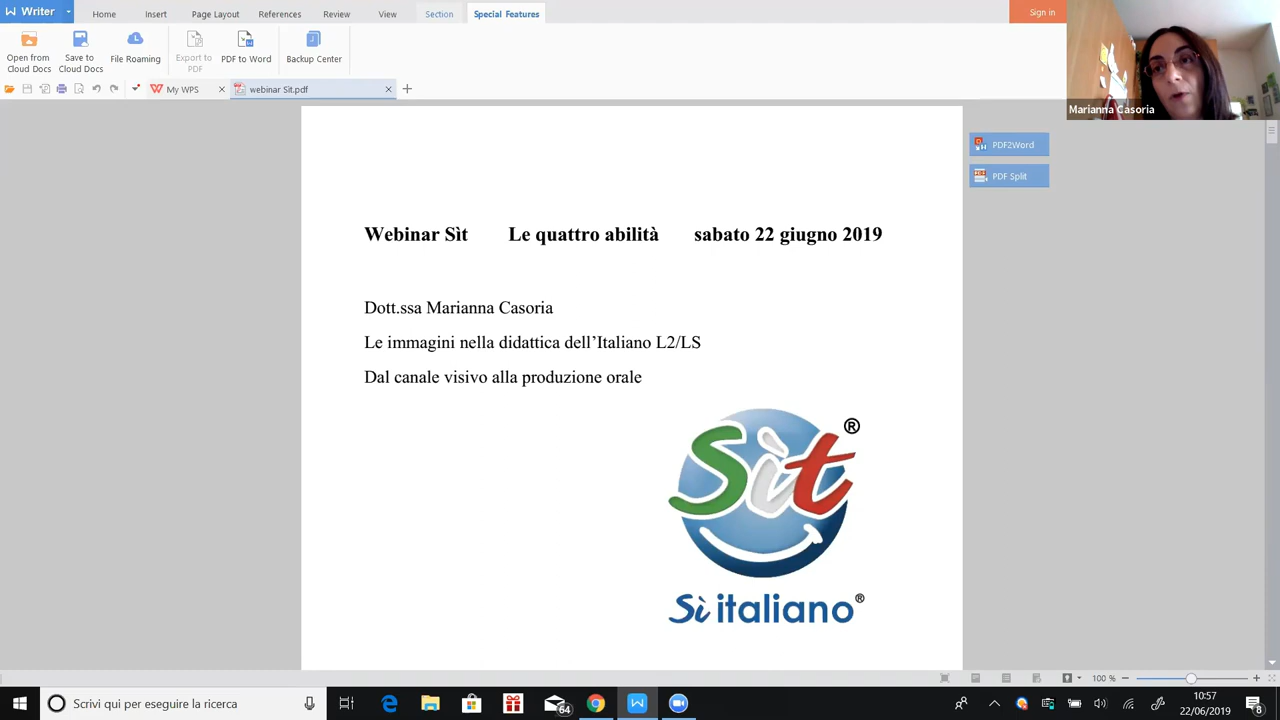 Writer
Home Insert Page Layout References Review View Section Special Features
Sign in
Open from Cloud Docs
Save to Cloud Docs
File Roaming
Export to PDF
PDF to Word
Backup Center
My WPS
webinar Sit.pdf
Marianna Casoria
PDF2Word
PDF Split
Webinar Sìt Le quattro abilità sabato 22 giugno 2019
Dott.ssa Marianna Casoria
Le immagini nella didattica dell’Italiano L2/LS
Dal canale visivo alla produzione orale
Sìt®
Sì italiano®
100 %
Scrivi qui per eseguire la ricerca
64
10:57
22/06/2019
8